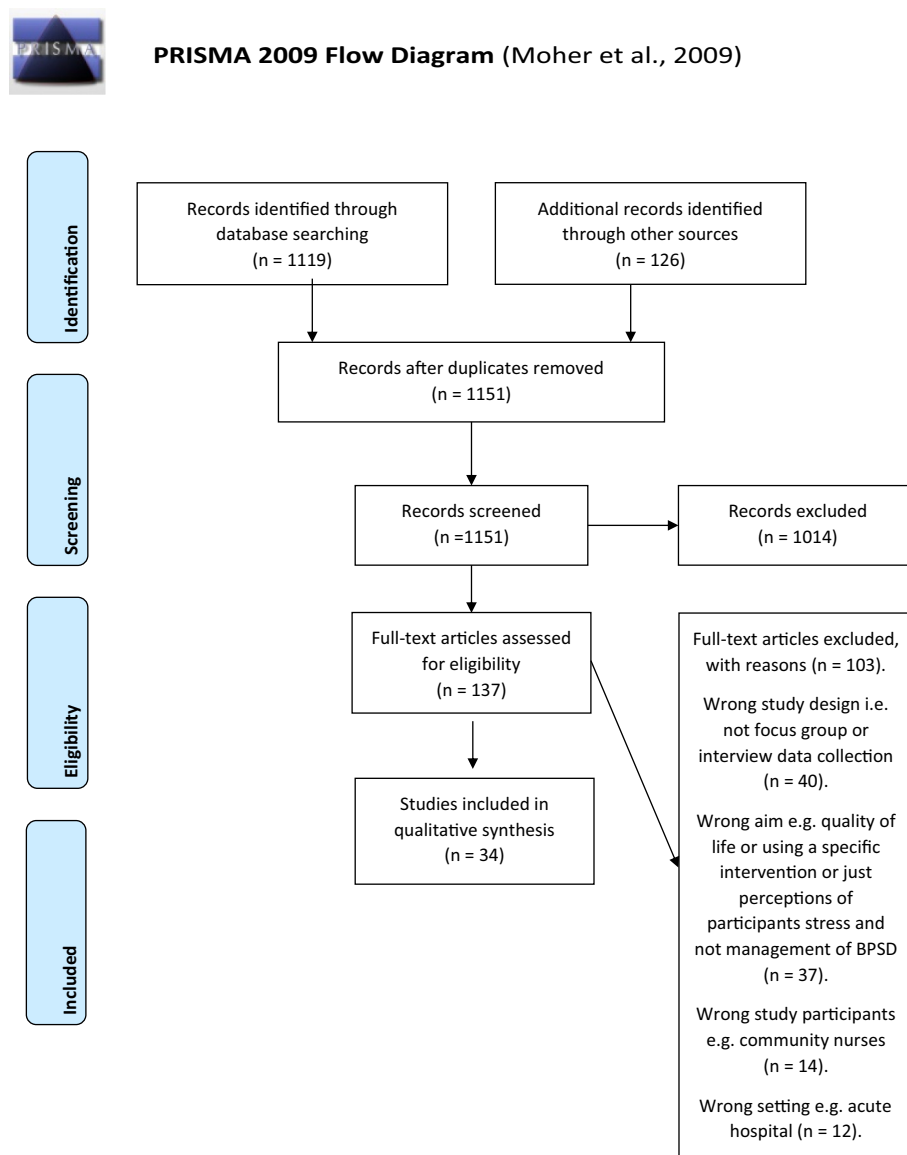 PRISMA
PRISMA 2009 Flow Diagram (Moher et al., 2009)
Identification
Records identified through
database searching
(n = 1119)
Additional records identified
through other sources
(n = 126)
Records after duplicates removed
(n = 1151)
Screening
Records screened
(n =1151)
Records excluded
(n = 1014)
Eligibility
Full-text articles assessed
for eligibility
(n = 137)
Full-text articles excluded,
with reasons (n = 103).
Wrong study design i.e.
not focus group or
interview data collection
(n = 40).
Wrong aim e.g. quality of
life or using a specific
intervention or just
perceptions of
participants stress and
not management of BPSD
(n = 37).
Wrong study participants
e.g. community nurses
(n = 14).
Wrong setting e.g. acute
hospital (n = 12).
Included
Studies included in
qualitative synthesis
(n = 34)